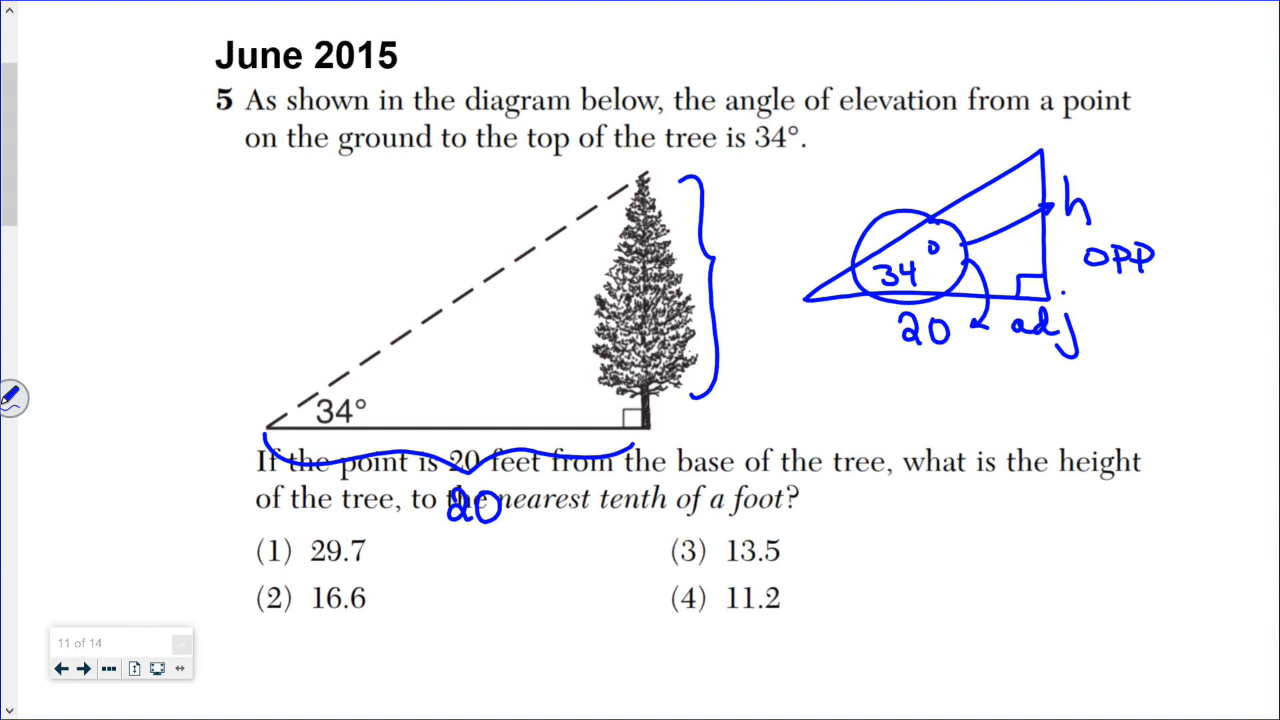 June 2015
5 As shown in the diagram below, the angle of elevation from a point
on the ground to the top of the tree is 34°.
h
opp
34°
20 adj
34°
If the point is 20 feet from the base of the tree, what is the height
of the tree, to the nearest tenth of a foot?
20
(1) 29.7 (3) 13.5
(2) 16.6 (4) 11.2
11 of 14